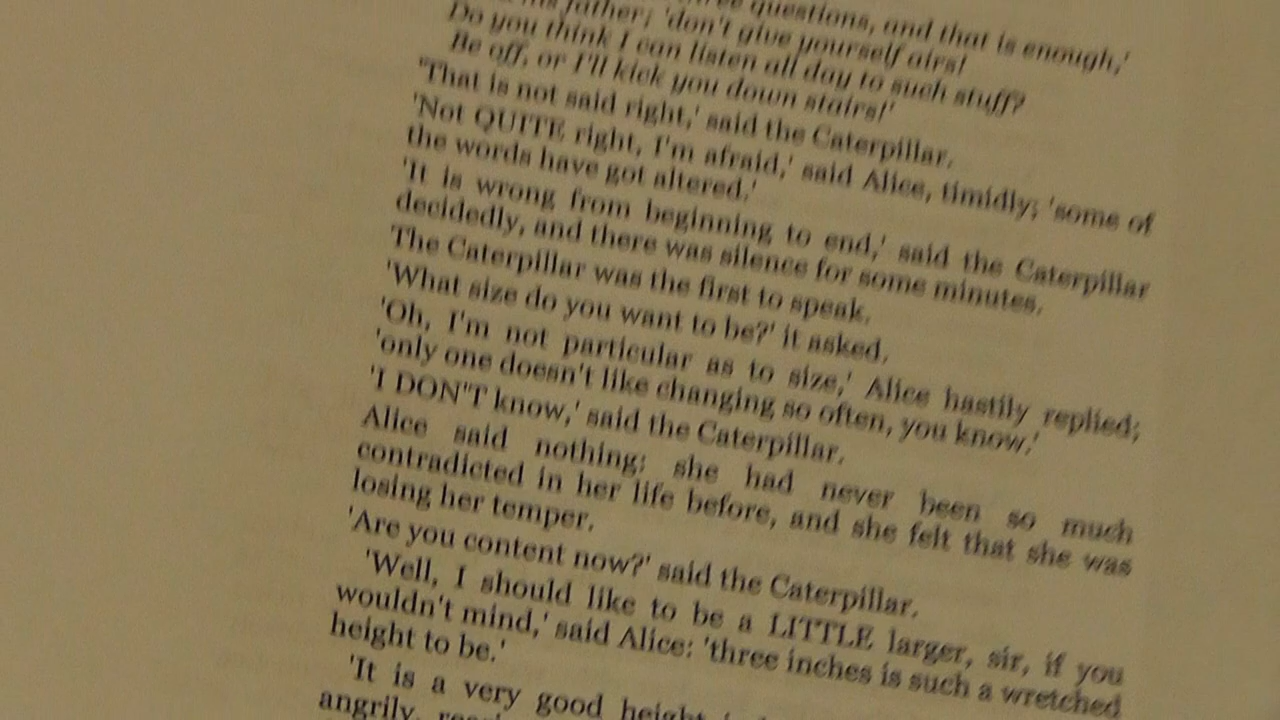 questions, and that is enough,'
his father; 'don't give yourself airs!
Do you think I can listen all day to such stuff?
Be off, or I'll kick you down stairs!'
'That is not said right,' said the Caterpillar.
'Not QUITE right, I'm afraid,' said Alice, timidly; 'some of
the words have got altered.'
'It is wrong from beginning to end,' said the Caterpillar
decidedly, and there was silence for some minutes.
The Caterpillar was the first to speak.
'What size do you want to be?' it asked.
'Oh, I'm not particular as to size,' Alice hastily replied;
'only one doesn't like changing so often, you know.'
'I DON'T know,' said the Caterpillar.
Alice said nothing: she had never been so much
contradicted in her life before, and she felt that she was
losing her temper.
'Are you content now?' said the Caterpillar.
'Well, I should like to be a LITTLE larger, sir, if you
wouldn't mind,' said Alice: 'three inches is such a wretched
height to be.'
'It is a very good height
angrily,